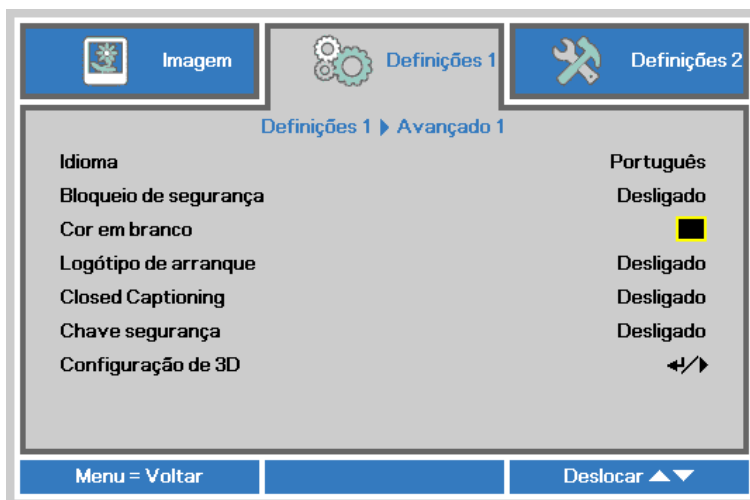 Imagem Definições 1 Definições 2
Definições 1 ▶ Avançado 1
Idioma Português
Bloqueio de segurança Desligado
Cor em branco
Logótipo de arranque Desligado
Closed Captioning Desligado
Chave segurança Desligado
Configuração de 3D ↵/▶
Menu = Voltar Deslocar ▲▼